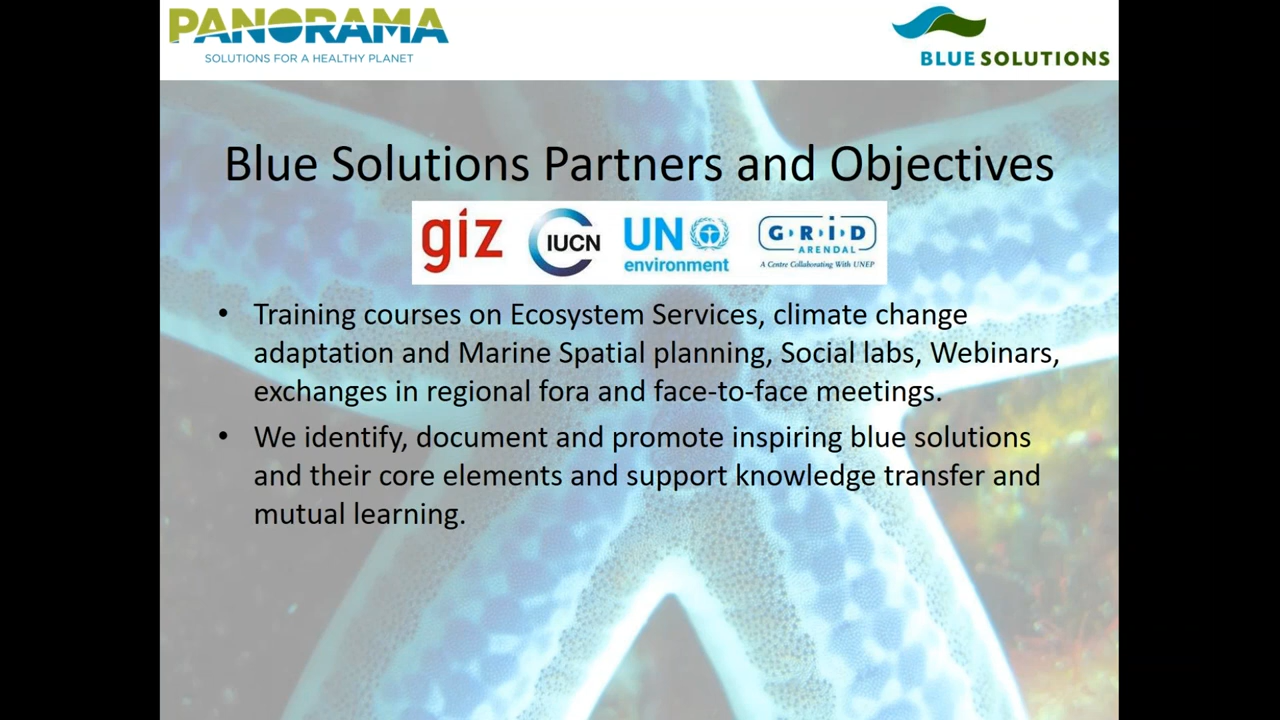 PANORAMA
SOLUTIONS FOR A HEALTHY PLANET
BLUE SOLUTIONS
Blue Solutions Partners and Objectives
giz
IUCN
UN
environment
G·R·I·D
ARENDAL
A Centre Collaborating With UNEP
• Training courses on Ecosystem Services, climate change
adaptation and Marine Spatial planning, Social labs, Webinars,
exchanges in regional fora and face-to-face meetings.
• We identify, document and promote inspiring blue solutions
and their core elements and support knowledge transfer and
mutual learning.